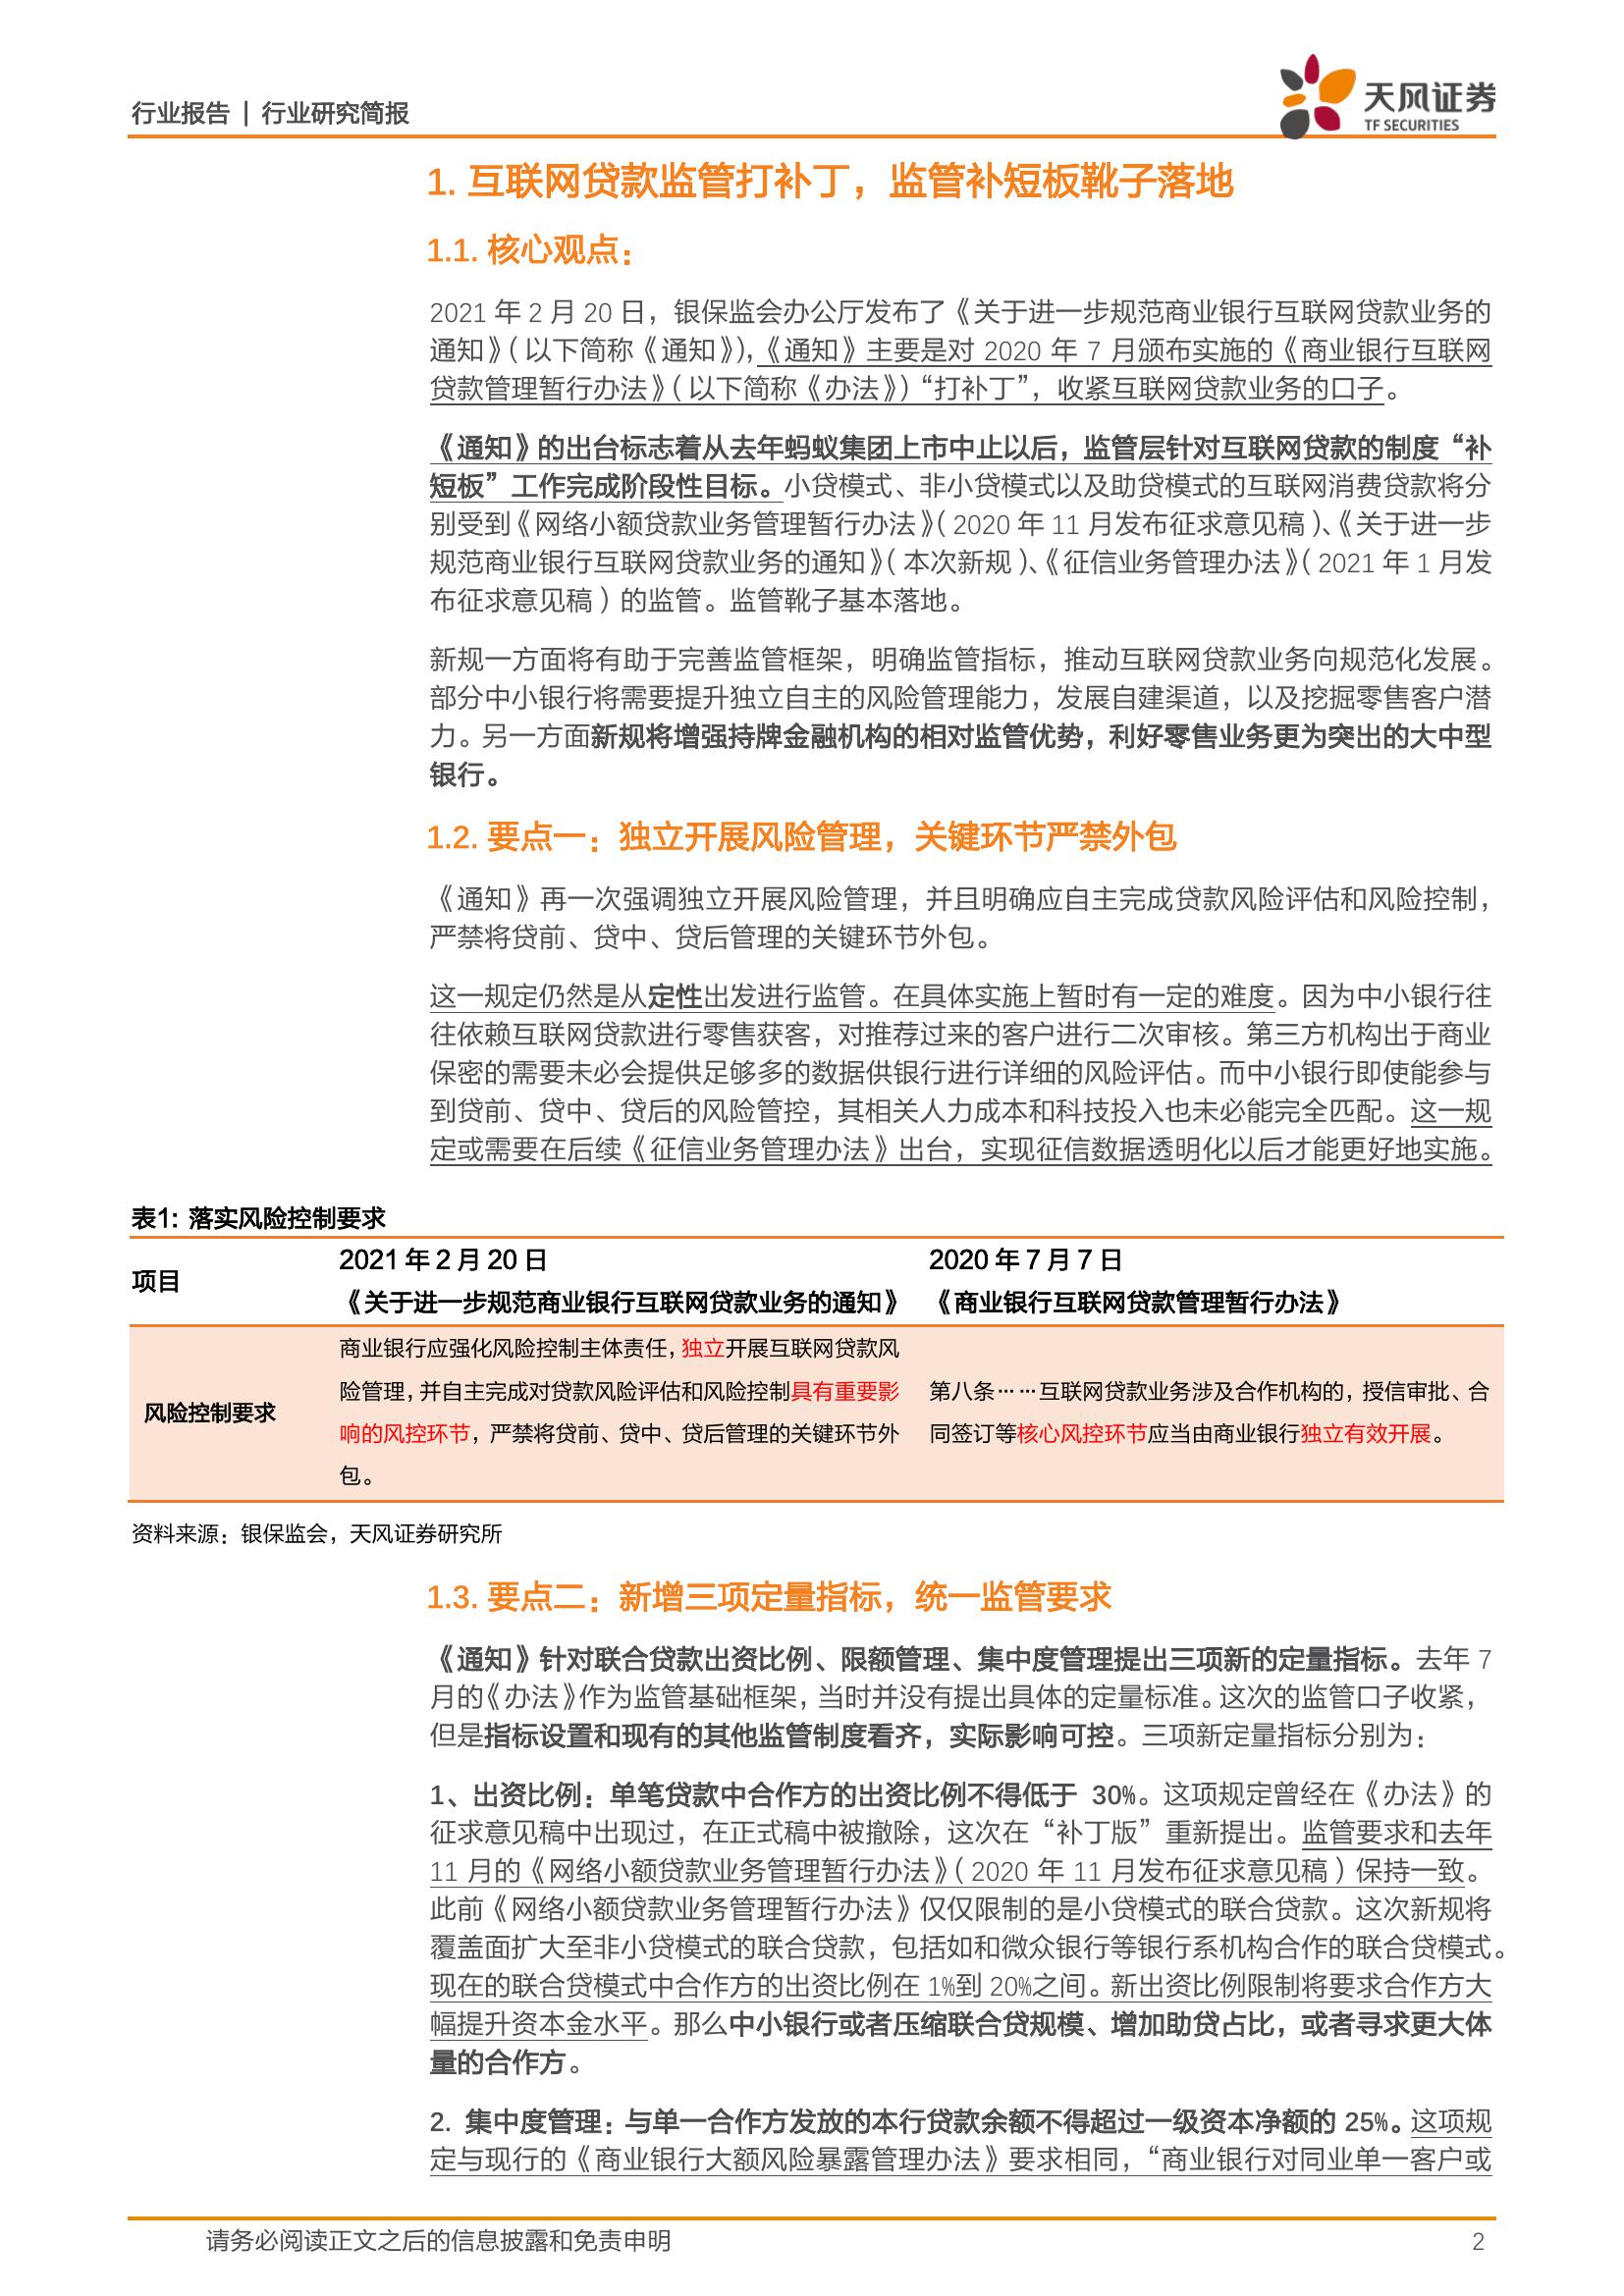 行业报告 | 行业研究简报
天风证券
TF SECURITIES
1. 互联网贷款监管打补丁，监管补短板靴子落地
1.1. 核心观点：
2021 年 2 月 20 日，银保监会办公厅发布了《关于进一步规范商业银行互联网贷款业务的
通知》（以下简称《通知》），《通知》主要是对 2020 年 7 月颁布实施的《商业银行互联网
贷款管理暂行办法》（以下简称《办法》）“打补丁”，收紧互联网贷款业务的口子。
《通知》的出台标志着从去年蚂蚁集团上市中止以后，监管层针对互联网贷款的制度“补
短板”工作完成阶段性目标。小贷模式、非小贷模式以及助贷模式的互联网消费贷款将分
别受到《网络小额贷款业务管理暂行办法》（2020 年 11 月发布征求意见稿）、《关于进一步
规范商业银行互联网贷款业务的通知》（本次新规）、《征信业务管理办法》（2021 年 1 月发
布征求意见稿）的监管。监管靴子基本落地。
新规一方面将有助于完善监管框架，明确监管指标，推动互联网贷款业务向规范化发展。
部分中小银行将需要提升独立自主的风险管理能力，发展自建渠道，以及挖掘零售客户潜
力。另一方面新规将增强持牌金融机构的相对监管优势，利好零售业务更为突出的大中型
银行。
1.2. 要点一：独立开展风险管理，关键环节严禁外包
《通知》再一次强调独立开展风险管理，并且明确应自主完成贷款风险评估和风险控制，
严禁将贷前、贷中、贷后管理的关键环节外包。
这一规定仍然是从定性出发进行监管。在具体实施上暂时有一定的难度。因为中小银行往
往依赖互联网贷款进行零售获客，对推荐过来的客户进行二次审核。第三方机构出于商业
保密的需要未必会提供足够多的数据供银行进行详细的风险评估。而中小银行即使能参与
到贷前、贷中、贷后的风险管控，其相关人力成本和科技投入也未必能完全匹配。这一规
定或需要在后续《征信业务管理办法》出台，实现征信数据透明化以后才能更好地实施。
表1: 落实风险控制要求
项目
2021 年 2 月 20 日
《关于进一步规范商业银行互联网贷款业务的通知》
2020 年 7 月 7 日
《商业银行互联网贷款管理暂行办法》
风险控制要求
商业银行应强化风险控制主体责任，独立开展互联网贷款风
险管理，并自主完成对贷款风险评估和风险控制具有重要影
响的风控环节，严禁将贷前、贷中、贷后管理的关键环节外
包。
第八条……互联网贷款业务涉及合作机构的，授信审批、合
同签订等核心风控环节应当由商业银行独立有效开展。
资料来源：银保监会，天风证券研究所
1.3. 要点二：新增三项定量指标，统一监管要求
《通知》针对联合贷款出资比例、限额管理、集中度管理提出三项新的定量指标。去年 7
月的《办法》作为监管基础框架，当时并没有提出具体的定量标准。这次的监管口子收紧，
但是指标设置和现有的其他监管制度看齐，实际影响可控。三项新定量指标分别为：
1、出资比例：单笔贷款中合作方的出资比例不得低于 30%。这项规定曾经在《办法》的
征求意见稿中出现过，在正式稿中被撤除，这次在“补丁版”重新提出。监管要求和去年
11 月的《网络小额贷款业务管理暂行办法》（2020 年 11 月发布征求意见稿）保持一致。
此前《网络小额贷款业务管理暂行办法》仅仅限制的是小贷模式的联合贷款。这次新规将
覆盖面扩大至非小贷模式的联合贷款，包括如和微众银行等银行系机构合作的联合贷模式。
现在的联合贷模式中合作方的出资比例在 1%到 20%之间。新出资比例限制将要求合作方大
幅提升资本金水平。那么中小银行或者压缩联合贷规模、增加助贷占比，或者寻求更大体
量的合作方。
2. 集中度管理：与单一合作方发放的本行贷款余额不得超过一级资本净额的 25%。这项规
定与现行的《商业银行大额风险暴露管理办法》要求相同，“商业银行对同业单一客户或
请务必阅读正文之后的信息披露和免责申明
2